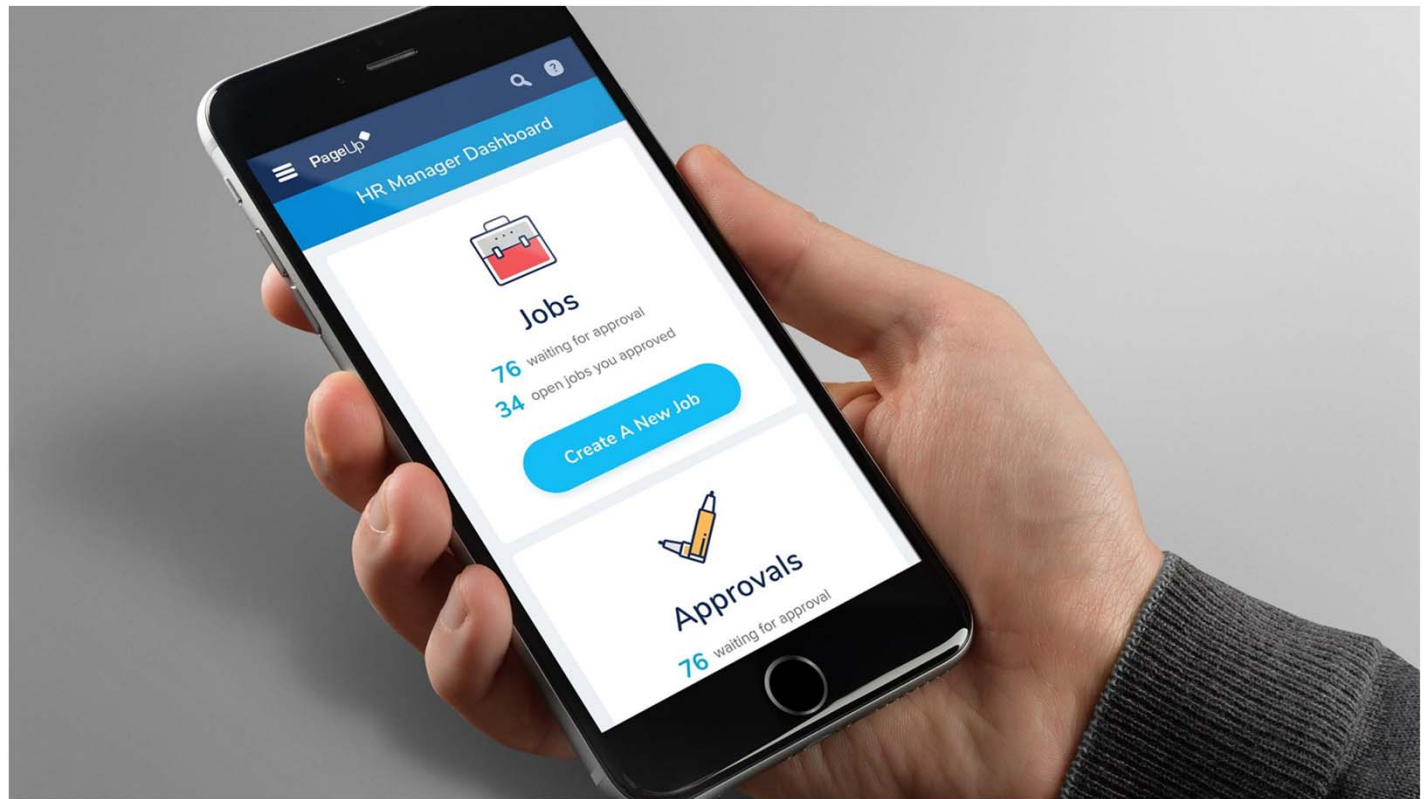 PageUp
?
HR Manager Dashboard
Jobs
76 waiting for approval
34 open jobs you approved
Create A New Job
Approvals
76 waiting for approval